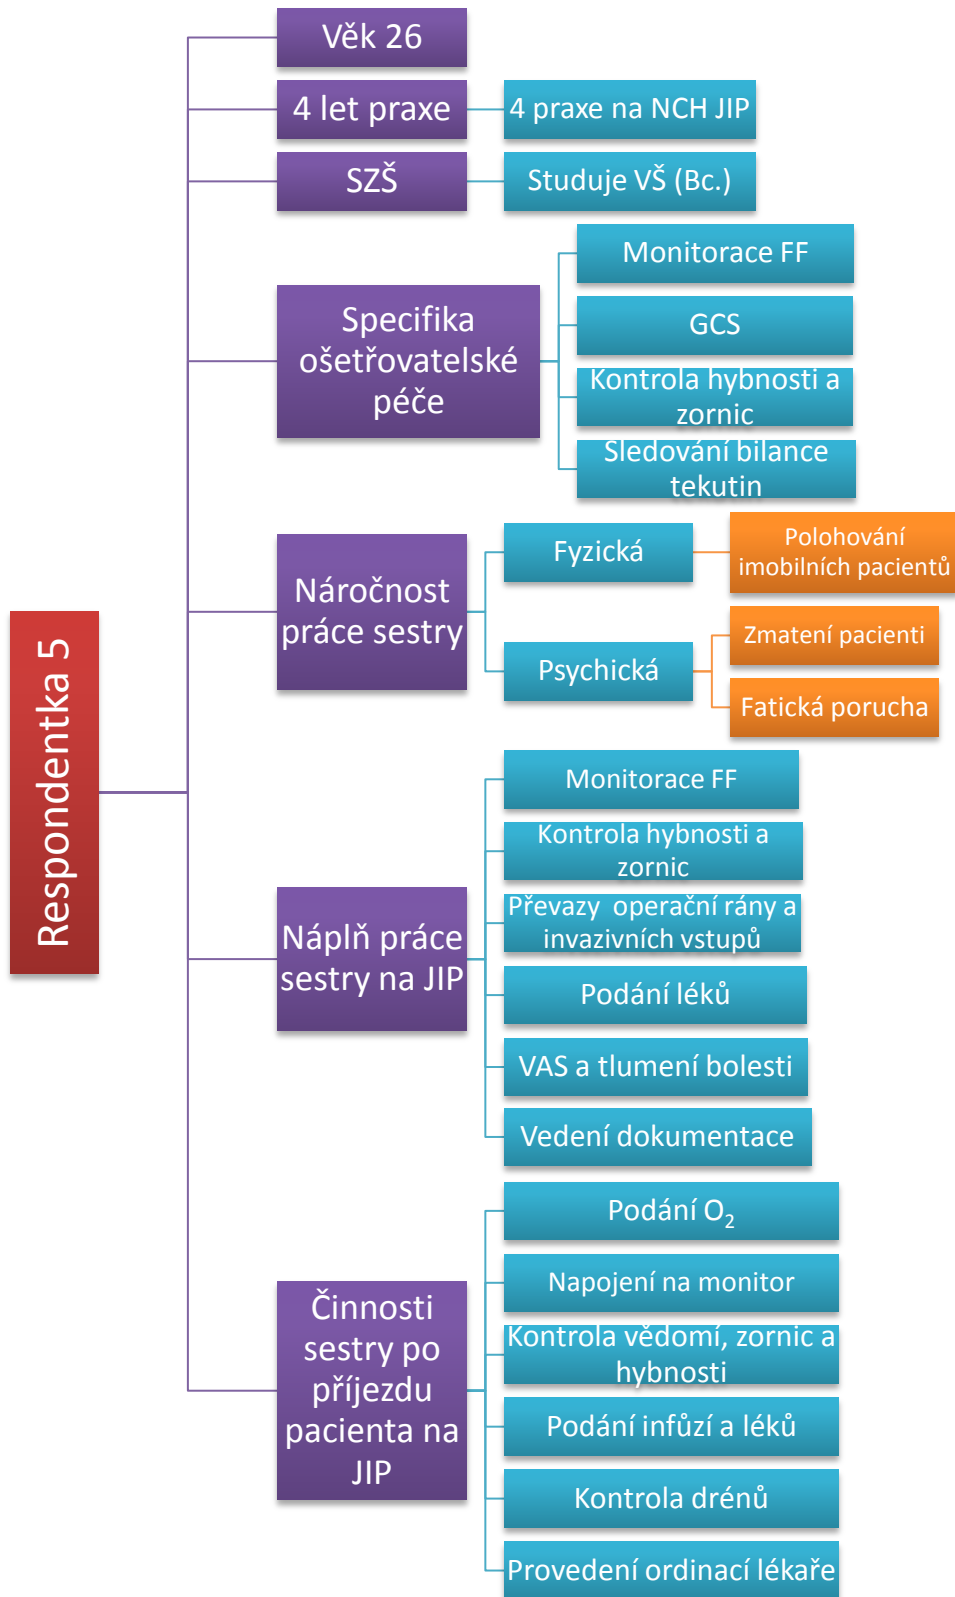 Respondentka 5
Věk 26
4 let praxe
4 praxe na NCH JIP
SZŠ
Studuje VŠ (Bc.)
Specifika
ošetřovatelské
péče
Monitorace FF
GCS
Kontrola hybnosti a
zornic
Sledování bilance
tekutin
Náročnost
práce sestry
Fyzická
Polohování
imobilních pacientů
Psychická
Zmatení pacienti
Fatická porucha
Náplň práce
sestry na JIP
Monitorace FF
Kontrola hybnosti a
zornic
Převazy  operační rány a
invazivních vstupů
Podání léků
VAS a tlumení bolesti
Vedení dokumentace
Činnosti
sestry po
příjezdu
pacienta na
JIP
Podání O₂
Napojení na monitor
Kontrola vědomí, zornic a
hybnosti
Podání infůzí a léků
Kontrola drénů
Provedení ordinací lékaře